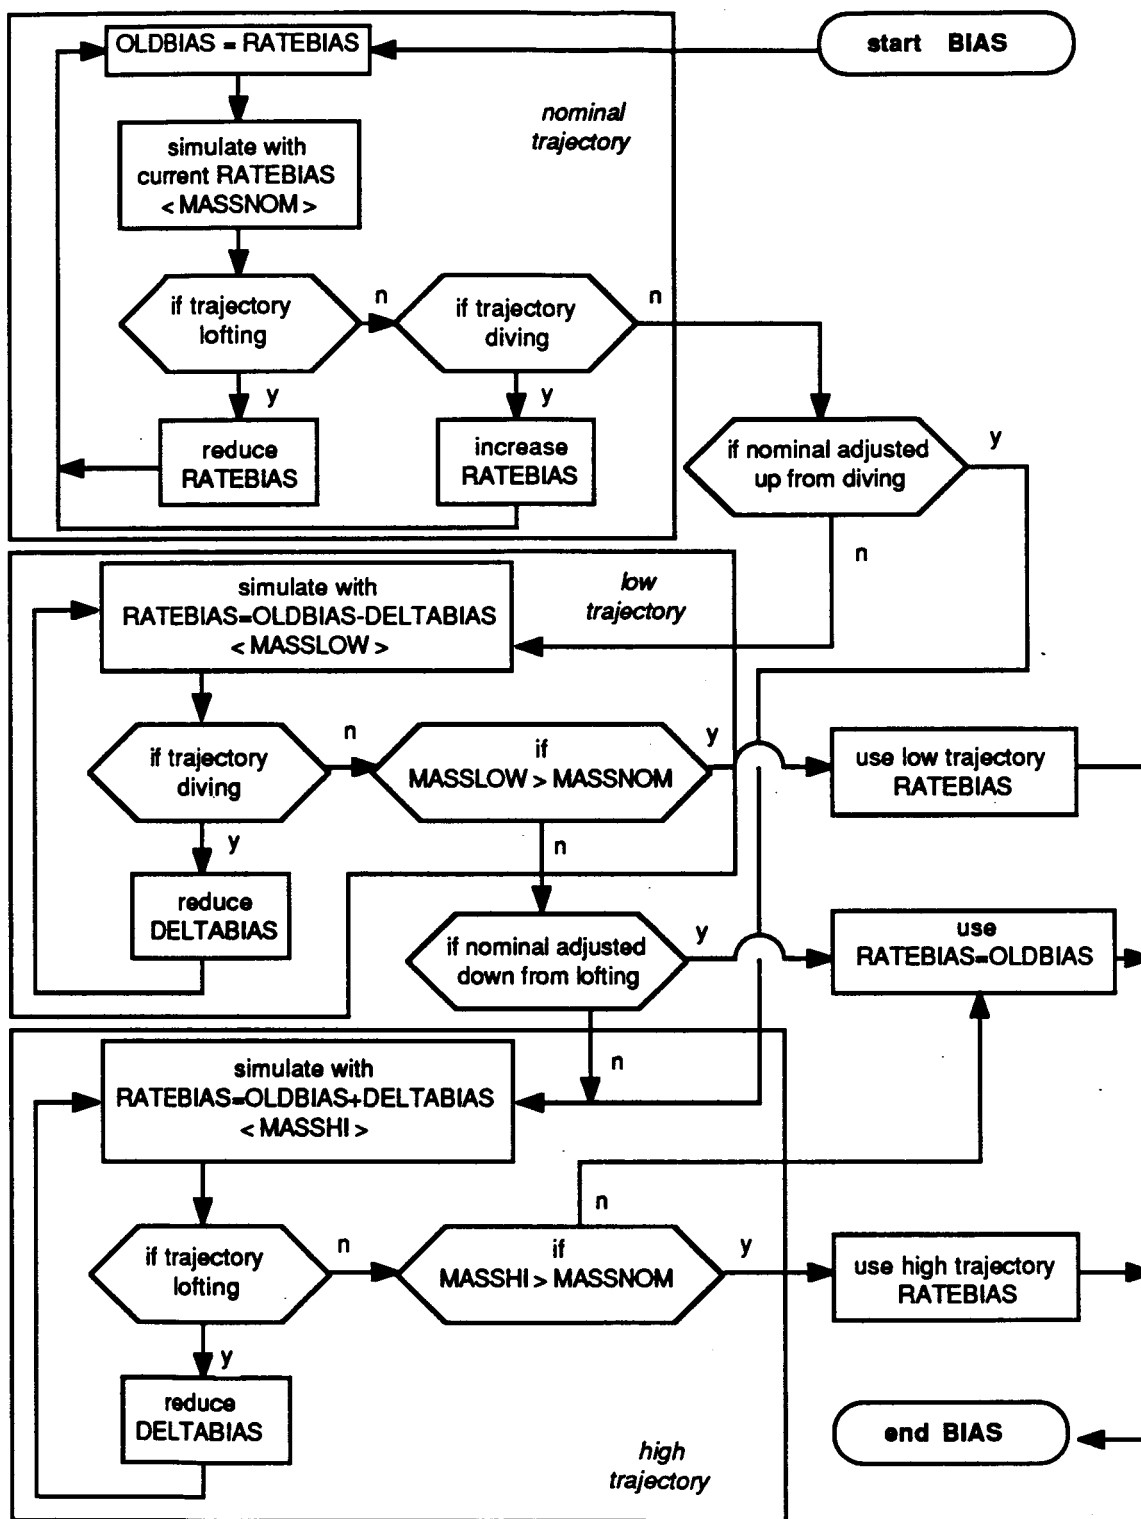 start BIAS
OLDBIAS = RATEBIAS
nominal
trajectory
simulate with
current RATEBIAS
< MASSNOM >
if trajectory
lofting
n
if trajectory
diving
n
y
reduce
RATEBIAS
y
increase
RATEBIAS
if nominal adjusted
up from diving
y
n
low
trajectory
simulate with
RATEBIAS=OLDBIAS-DELTABIAS
< MASSLOW >
if trajectory
diving
n
if
MASSLOW > MASSNOM
y
use low trajectory
RATEBIAS
y
n
reduce
DELTABIAS
if nominal adjusted
down from lofting
y
use
RATEBIAS=OLDBIAS
n
simulate with
RATEBIAS=OLDBIAS+DELTABIAS
< MASSHI >
n
if trajectory
lofting
n
if
MASSHI > MASSNOM
y
use high trajectory
RATEBIAS
y
reduce
DELTABIAS
high
trajectory
end BIAS